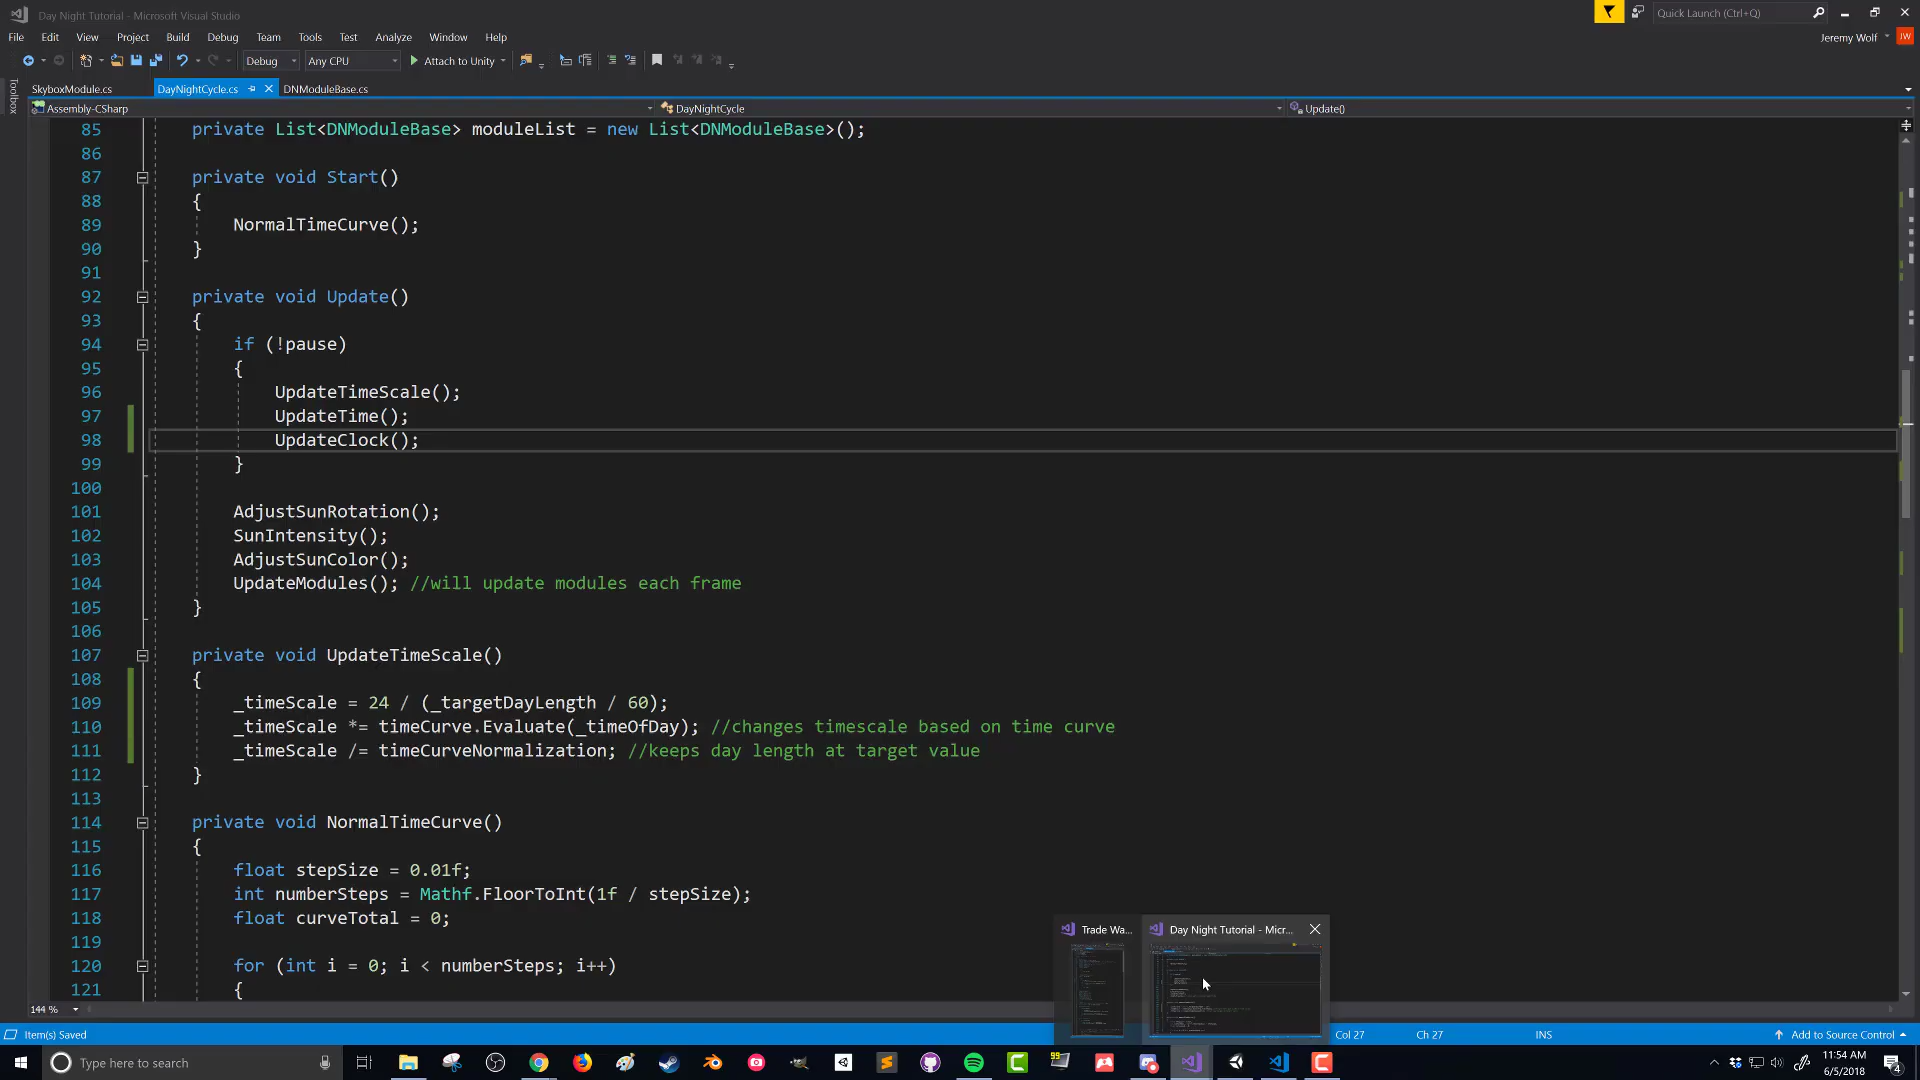 Day Night Tutorial - Microsoft Visual Studio
Quick Launch (Ctrl+Q)
File Edit View Project Build Debug Team Tools Test Analyze Window Help
Jeremy Wolf
JW
Debug
Any CPU
Attach to Unity
Toolbox
SkyboxModule.cs
DayNightCycle.cs
DNModuleBase.cs
Assembly-CSharp
DayNightCycle
Update()
85 private List<DNModuleBase> moduleList = new List<DNModuleBase>();
86
87 private void Start()
88 {
89 NormalTimeCurve();
90 }
91
92 private void Update()
93 {
94 if (!pause)
95 {
96 UpdateTimeScale();
97 UpdateTime();
98 UpdateClock();
99 }
100
101 AdjustSunRotation();
102 SunIntensity();
103 AdjustSunColor();
104 UpdateModules(); //will update modules each frame
105 }
106
107 private void UpdateTimeScale()
108 {
109 _timeScale = 24 / (_targetDayLength / 60);
110 _timeScale *= timeCurve.Evaluate(_timeOfDay); //changes timescale based on time curve
111 _timeScale /= timeCurveNormalization; //keeps day length at target value
112 }
113
114 private void NormalTimeCurve()
115 {
116 float stepSize = 0.01f;
117 int numberSteps = Mathf.FloorToInt(1f / stepSize);
118 float curveTotal = 0;
119
120 for (int i = 0; i < numberSteps; i++)
121 {
Trade Wa...
Day Night Tutorial - Micr...
144 %
Item(s) Saved
Col 27
Ch 27
INS
Add to Source Control
Type here to search
99
11:54 AM
6/5/2018
4